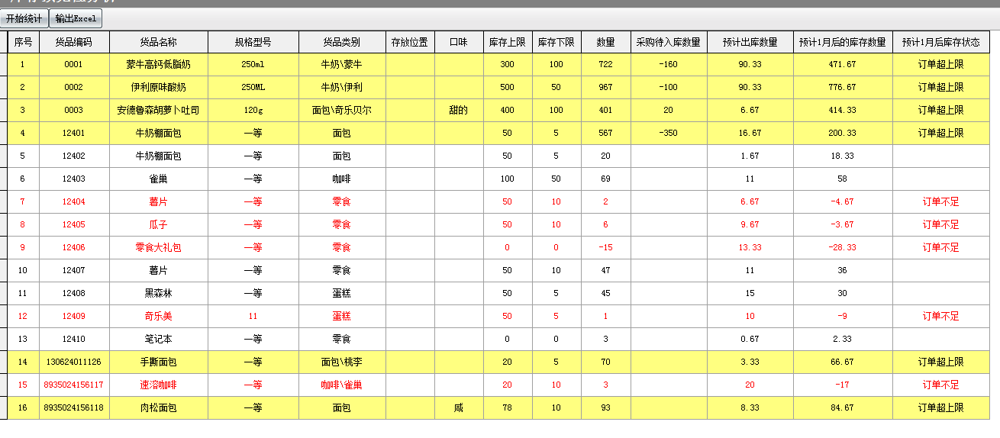 开始统计 输出Excel
序号 货品编码 货品名称 规格型号 货品类别 存放位置 口味 库存上限 库存下限 数量 采购待入库数量 预计出库数量 预计1月后的库存数量 预计1月后库存状态
1 0001 蒙牛高钙低脂奶 250ml 牛奶\蒙牛 300 100 722 -160 90.33 471.67 订单超上限
2 0002 伊利原味酸奶 250ML 牛奶\伊利 500 50 967 -100 90.33 776.67 订单超上限
3 0003 安德鲁森胡萝卜吐司 120g 面包\奇乐贝尔 甜的 400 100 401 20 6.67 414.33 订单超上限
4 12401 牛奶棚面包 一等 面包 50 5 567 -350 16.67 200.33 订单超上限
5 12402 牛奶棚面包 一等 面包 50 5 20 1.67 18.33
6 12403 雀巢 一等 咖啡 100 50 69 11 58
7 12404 薯片 一等 零食 50 10 2 6.67 -4.67 订单不足
8 12405 瓜子 一等 零食 50 10 6 9.67 -3.67 订单不足
9 12406 零食大礼包 一等 零食 0 0 -15 13.33 -28.33 订单不足
10 12407 薯片 一等 零食 50 10 47 11 36
11 12408 黑森林 一等 蛋糕 50 5 45 15 30
12 12409 奇乐美 11 蛋糕 50 5 1 10 -9 订单不足
13 12410 笔记本 一等 零食 0 0 3 0.67 2.33
14 130624011126 手撕面包 一等 面包\桃李 20 5 70 3.33 66.67 订单超上限
15 8935024156117 速溶咖啡 一等 咖啡\雀巢 20 10 3 20 -17 订单不足
16 8935024156118 肉松面包 一等 面包 咸 78 10 93 8.33 84.67 订单超上限